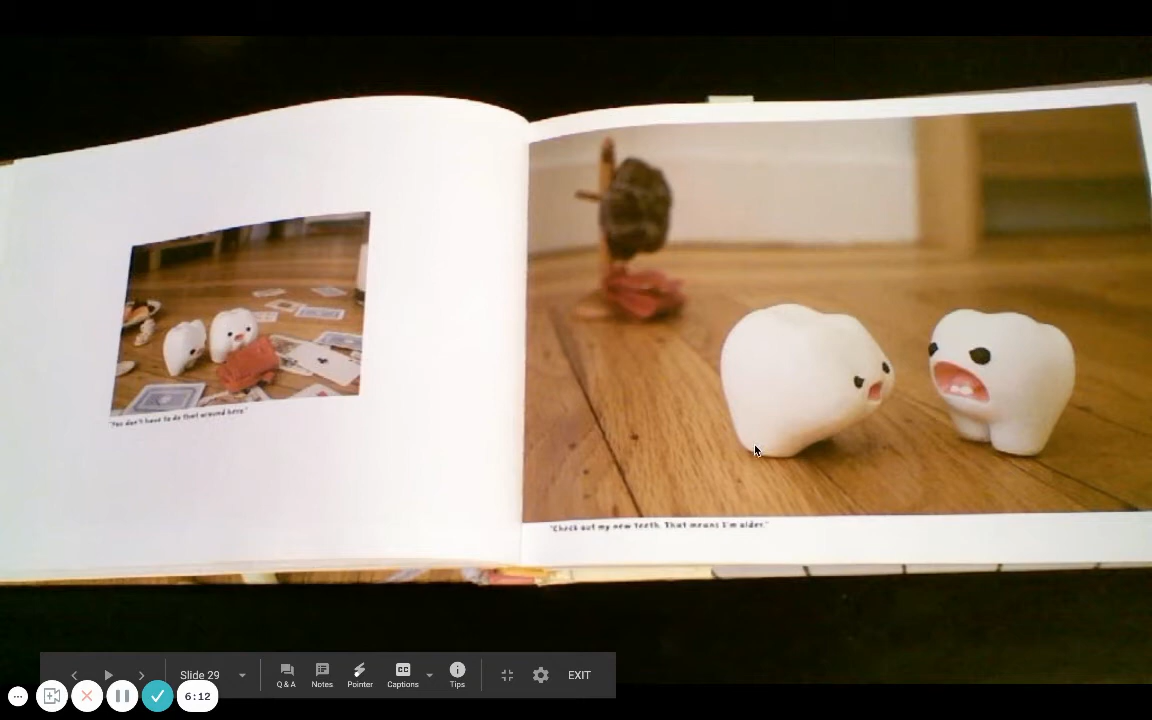 "You don't have to do that around here."
"Check out my new teeth. That means I'm older."
Slide 29
Q & A
Notes
Pointer
CC
Captions
Tips
EXIT
6:12